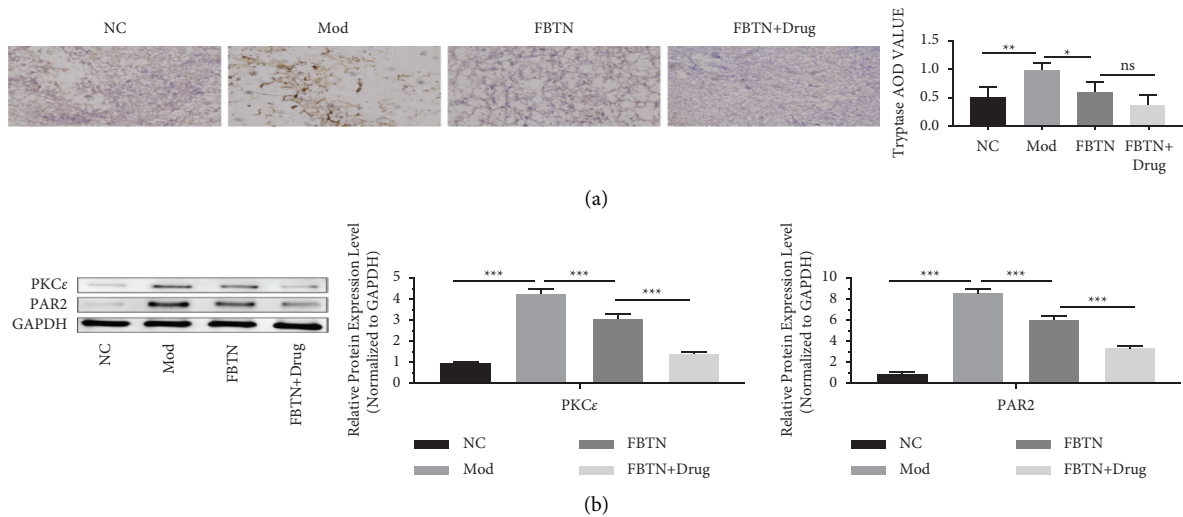 NC
Mod
FBTN
FBTN+Drug
Tryptase AOD VALUE
1.5
1.0
0.5
0.0
**
*
ns
NC
Mod
FBTN
FBTN+
Drug
(a)
PKCε
PAR2
GAPDH
NC
Mod
FBTN
FBTN+Drug
Relative Protein Expression Level
(Normalized to GAPDH)
5
4
3
2
1
0
***
***
***
PKCε
NC
FBTN
Mod
FBTN+Drug
Relative Protein Expression Level
(Normalized to GAPDH)
10
8
6
4
2
0
***
***
***
PAR2
NC
FBTN
Mod
FBTN+Drug
(b)